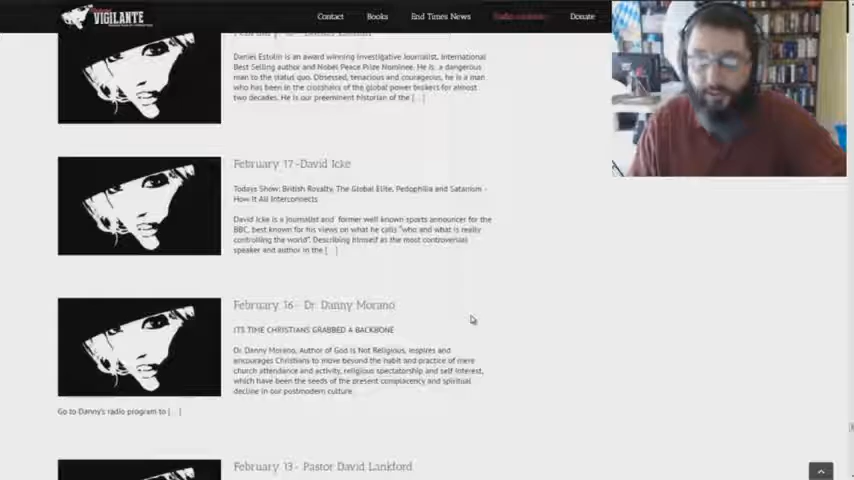 VIGILANTE
Contact Books End Times News Donate
Daniel Estulin is an award winning Investigative Journalist, International
Best Selling author and Nobel Peace Prize Nominee. He is a dangerous
man to the status quo. Obsessed, tenacious and courageous, he is a man
who has been in the crosshairs of the global power brokers for almost
two decades. He is our preeminent historian of the [...]
February 17-David Icke
Todays Show: British Royalty, The Global Elite, Pedophilia and Satanism -
How It All Interconnects
David Icke is a journalist and former well known sports announcer for the
BBC, best known for his views on what he calls "who and what is really
controlling the world". Describing himself as the most controversial
speaker and author in the [...]
February 16- Dr. Danny Morano
ITS TIME CHRISTIANS GRABBED A BACKBONE
Dr. Danny Moreno, Author of God is Not Religious, inspires and
encourages Christians to move beyond the habit and practice of mere
church attendance and activity, religious spectatorship and self interest,
which have been the seeds of the present complacency and spiritual
decline in our postmodern culture.
Go to Danny's radio program to [...]
February 13- Pastor David Lankford